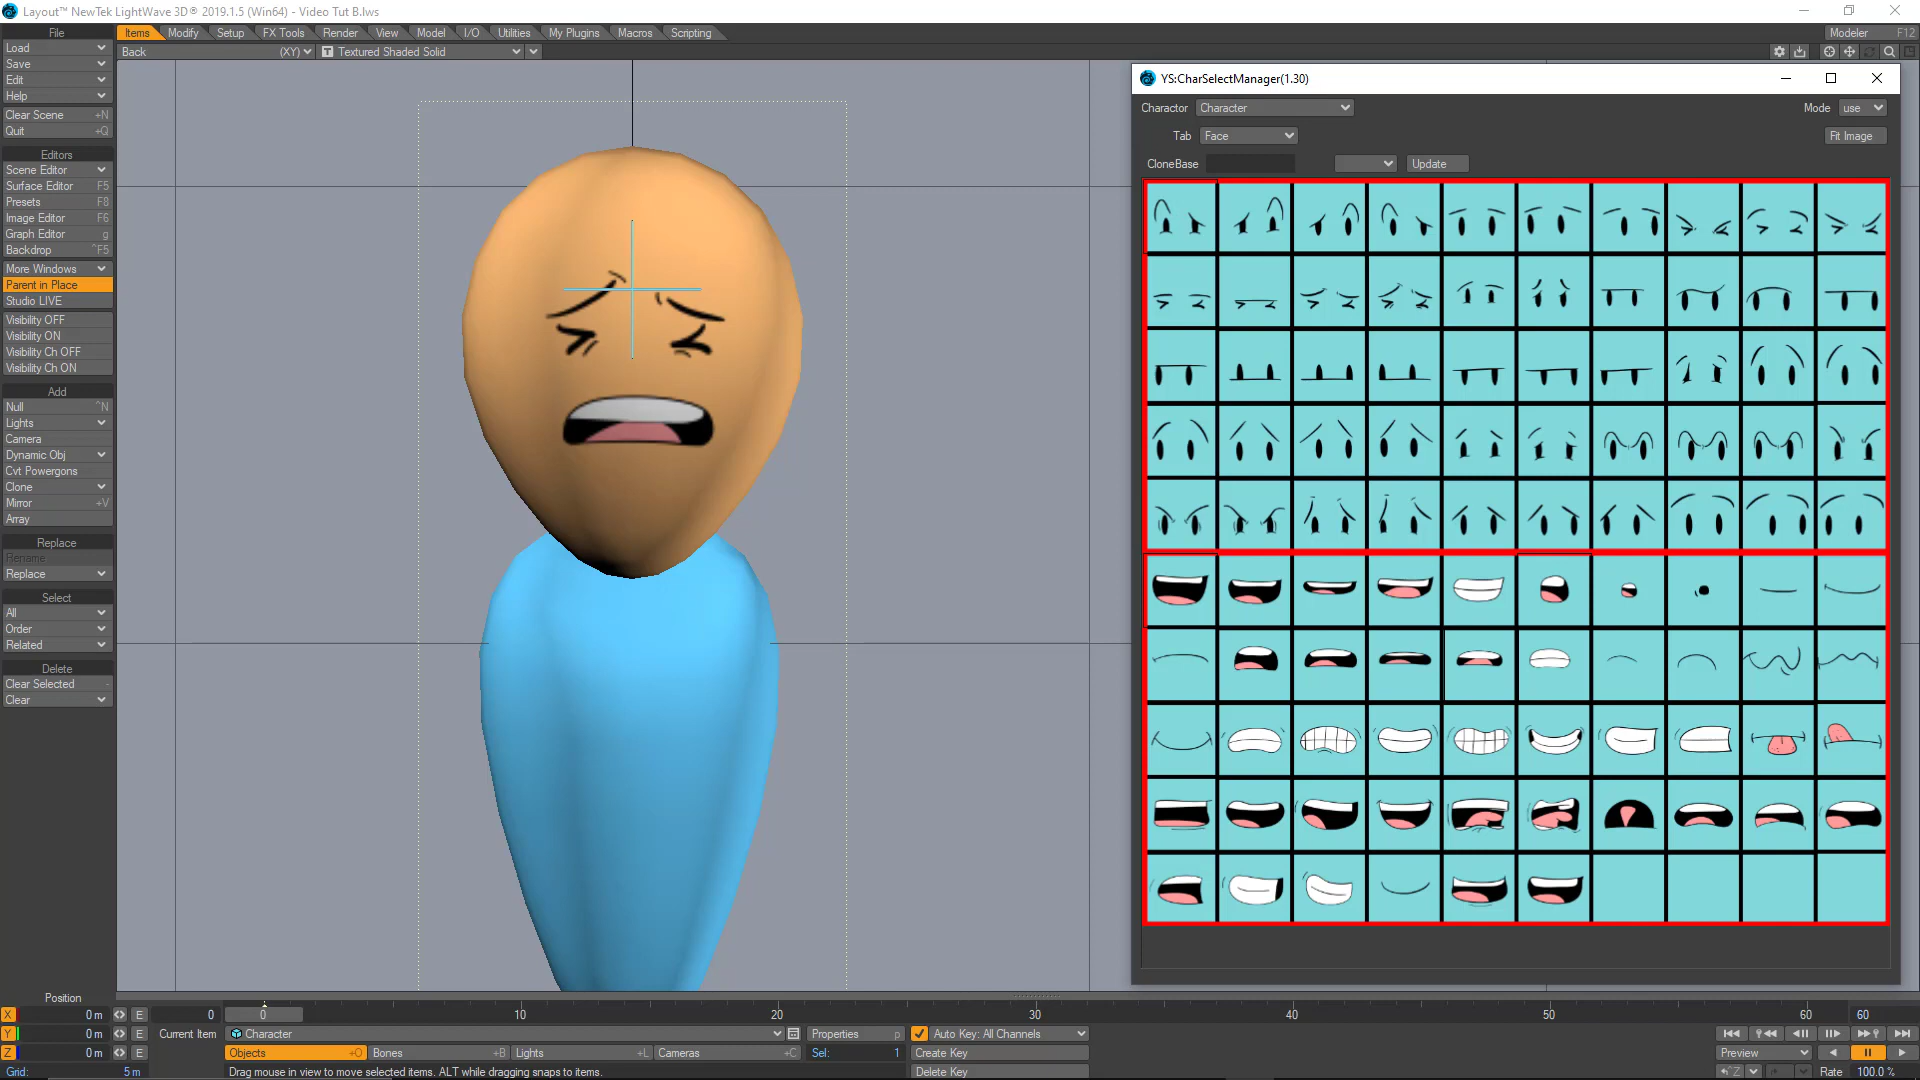 Layout™ NewTek LightWave 3D® 2019.1.5 (Win64) - Video Tut B.lws
File
Items
Modify
Setup
FX Tools
Render
View
Model
I/O
Utilities
My Plugins
Macros
Scripting
Modeler F12
Load
Back (XY)
T Textured Shaded Solid
Save
Edit
Help
Clear Scene +N
Quit +Q
Editors
Scene Editor
Surface Editor F5
Presets F8
Image Editor F6
Graph Editor g
Backdrop ^F5
More Windows
Parent in Place
Studio LIVE
Visibility OFF
Visibility ON
Visibility Ch OFF
Visibility Ch ON
Add
Null ^N
Lights
Camera
Dynamic Obj
Cvt Powergons
Clone
Mirror +V
Array
Replace
Rename
Replace
Select
All
Order
Related
Delete
Clear Selected -
Clear
YS:CharSelectManager(1.30)
Charactor Character
Mode use
Tab Face
Fit Image
CloneBase
Update
Position
X 0 m E
0 0 10 20 30 40 50 60 60
Y 0 m E
Current Item Character
Properties p
Auto Key: All Channels
Z 0 m E
Objects +O
Bones +B
Lights +L
Cameras +C
Sel: 1
Create Key
Preview
Grid: 5 m
Drag mouse in view to move selected items. ALT while dragging snaps to items.
Delete Key
^Z
Rate 100.0 %